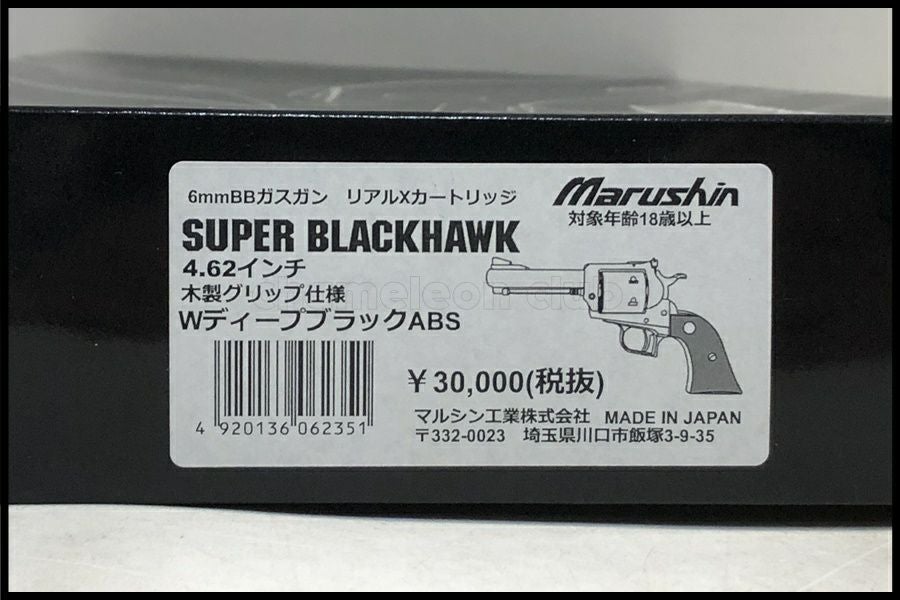 6mmBBガスガン リアルXカートリッジ
Marushin
対象年齢18歳以上
SUPER BLACKHAWK
4.62インチ
木製グリップ仕様
WディープブラックABS
¥30,000(税抜)
4 920136 062351
マルシン工業株式会社 MADE IN JAPAN
〒332-0023 埼玉県川口市飯塚3-9-35